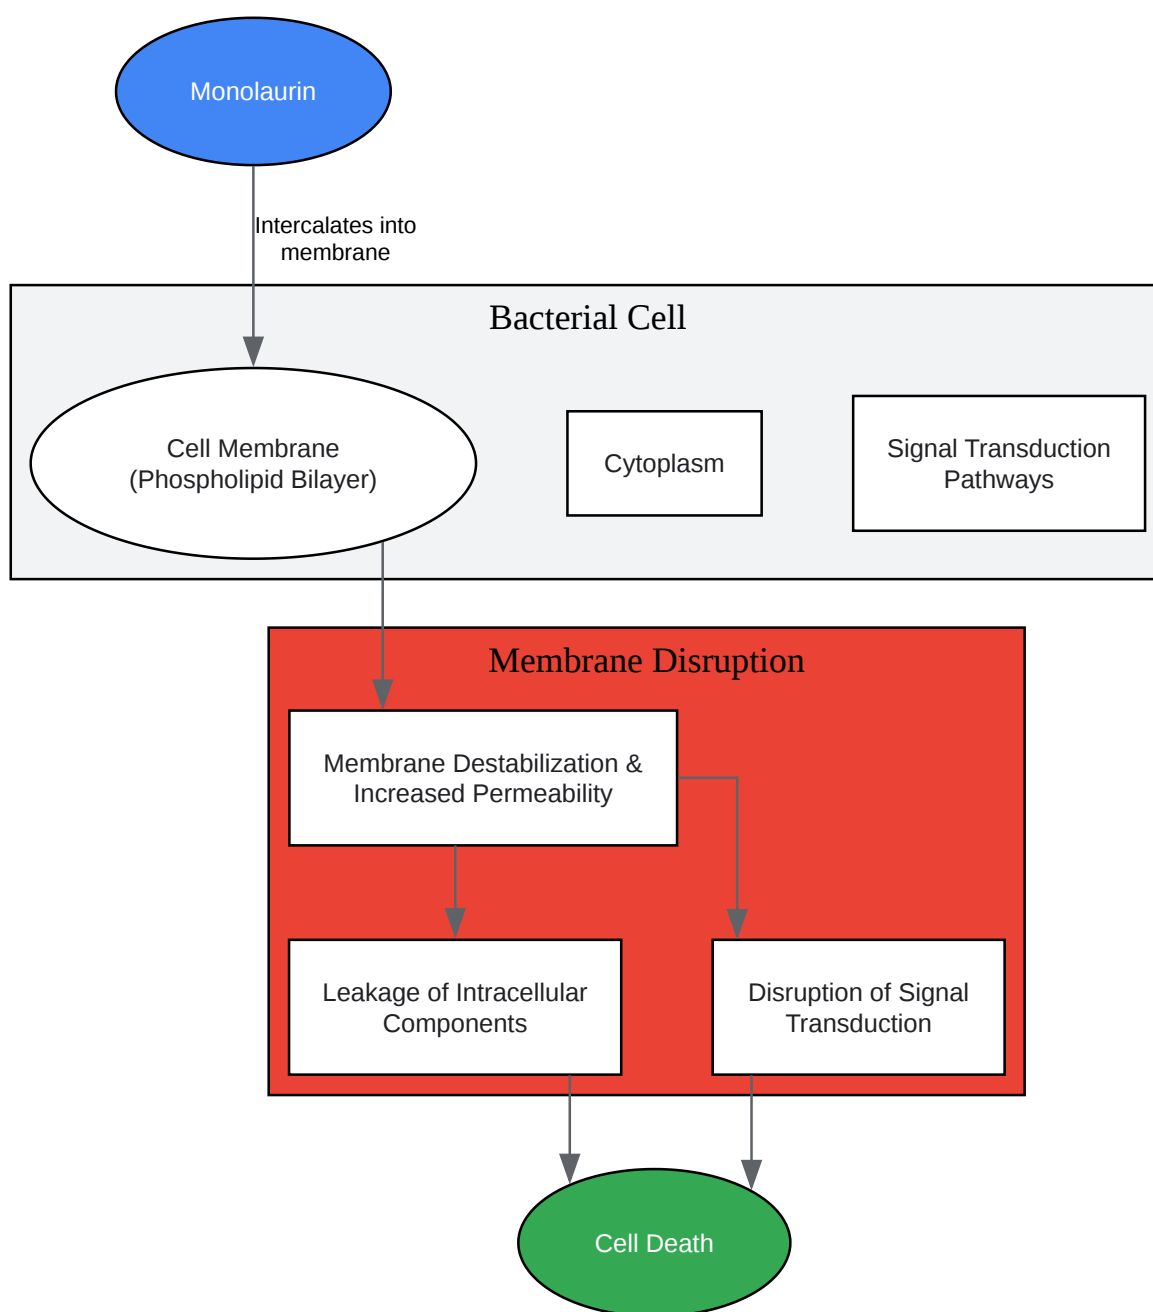 Monolaurin
Intercalates into
membrane
Bacterial Cell
Cell Membrane
(Phospholipid Bilayer)
Cytoplasm
Signal Transduction
Pathways
Membrane Disruption
Membrane Destabilization &
Increased Permeability
Leakage of Intracellular
Components
Disruption of Signal
Transduction
Cell Death